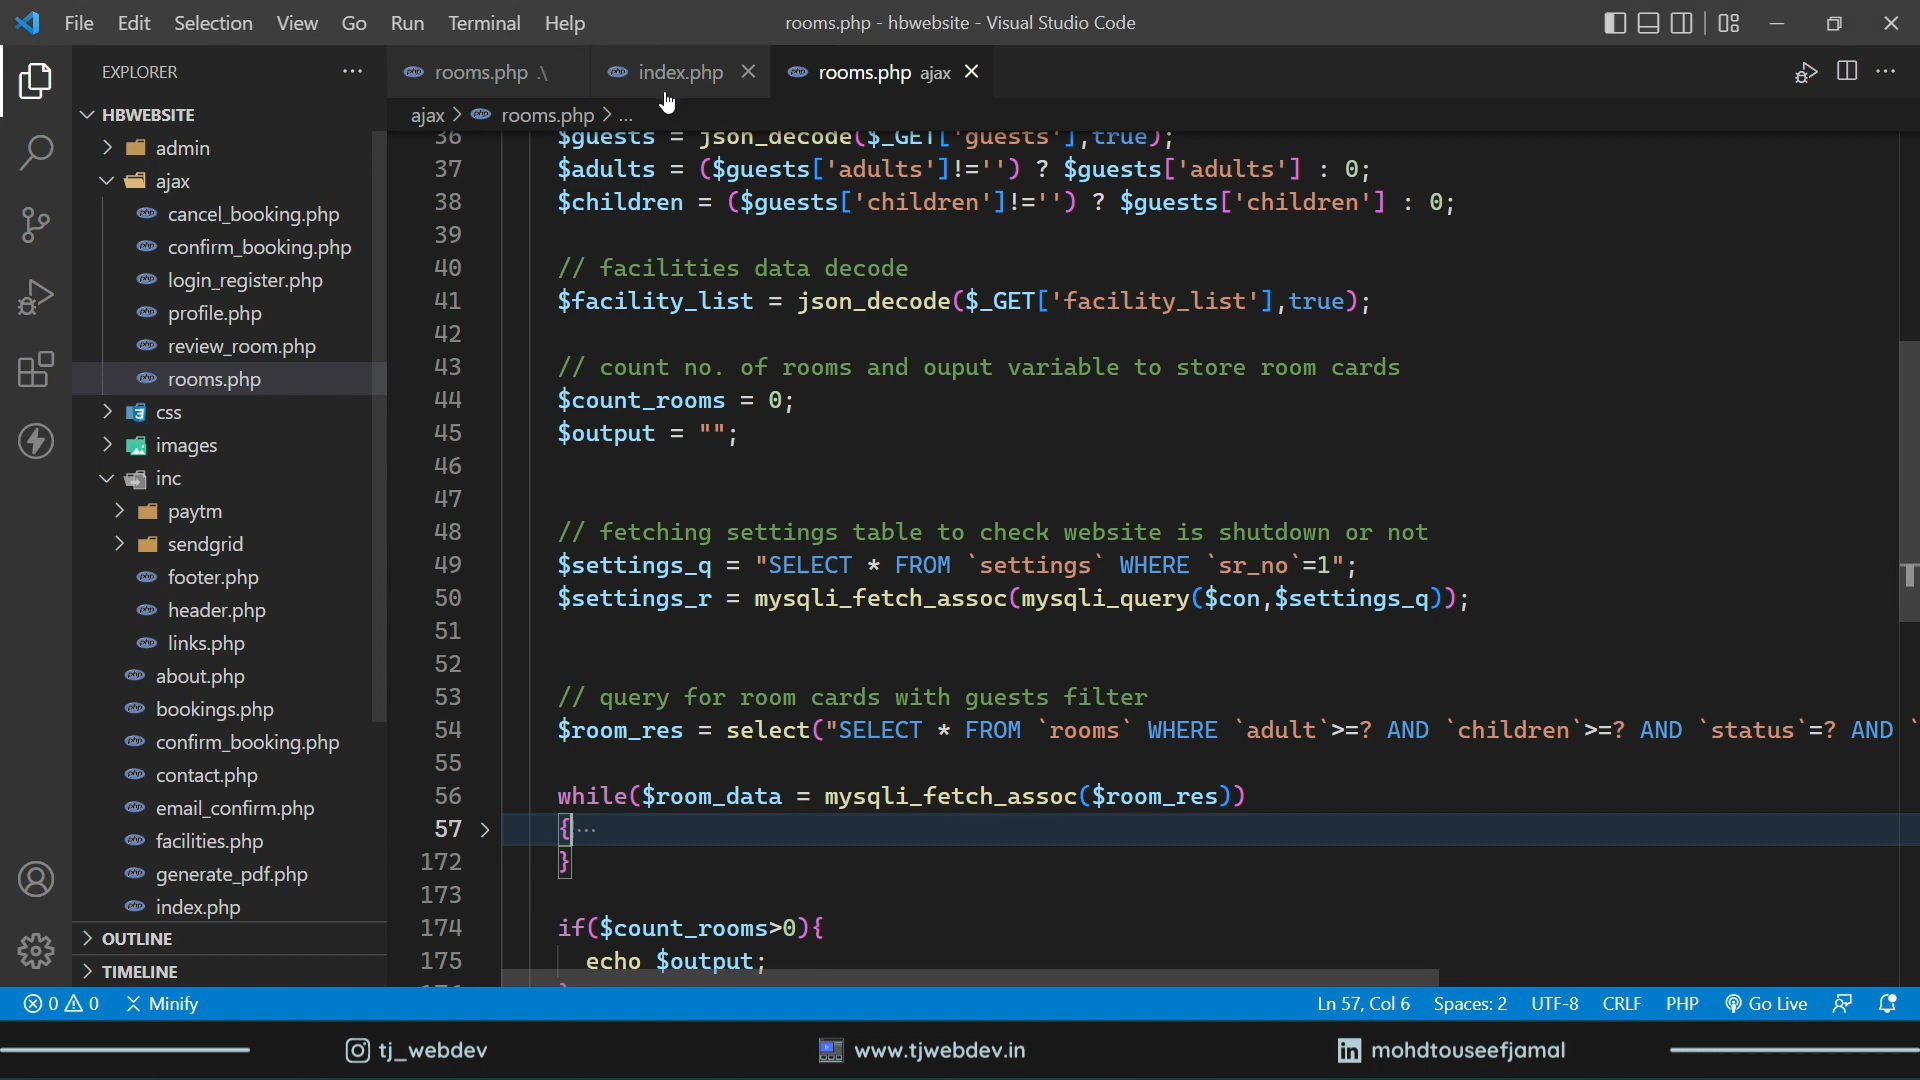 File Edit Selection View Go Run Terminal Help
rooms.php - hbwebsite - Visual Studio Code
EXPLORER
HBWEBSITE
admin
ajax
cancel_booking.php
confirm_booking.php
login_register.php
profile.php
review_room.php
rooms.php
css
images
inc
paytm
sendgrid
footer.php
header.php
links.php
about.php
bookings.php
confirm_booking.php
contact.php
email_confirm.php
facilities.php
generate_pdf.php
index.php
OUTLINE
TIMELINE
rooms.php .\ index.php rooms.php ajax
ajax > rooms.php > ...
36 $guests = json_decode($_GET['guests'],true);
37 $adults = ($guests['adults']!='') ? $guests['adults'] : 0;
38 $children = ($guests['children']!='') ? $guests['children'] : 0;
39
40 // facilities data decode
41 $facility_list = json_decode($_GET['facility_list'],true);
42
43 // count no. of rooms and ouput variable to store room cards
44 $count_rooms = 0;
45 $output = "";
46
47
48 // fetching settings table to check website is shutdown or not
49 $settings_q = "SELECT * FROM `settings` WHERE `sr_no`=1";
50 $settings_r = mysqli_fetch_assoc(mysqli_query($con,$settings_q));
51
52
53 // query for room cards with guests filter
54 $room_res = select("SELECT * FROM `rooms` WHERE `adult`>=? AND `children`>=? AND `status`=? AND `
55
56 while($room_data = mysqli_fetch_assoc($room_res))
57 {...
172 }
173
174 if($count_rooms>0){
175 echo $output;
0 0 Minify
Ln 57, Col 6 Spaces: 2 UTF-8 CRLF PHP Go Live
tj_webdev www.tjwebdev.in mohdtouseefjamal